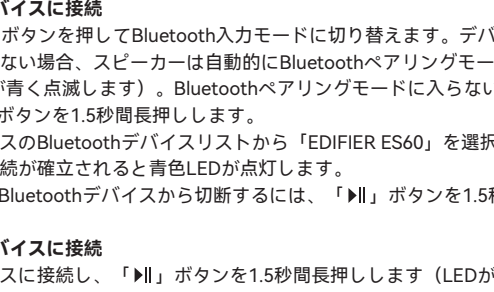 バイスに接続
ボタンを押してBluetooth入力モードに切り替えます。デバ
ない場合、スピーカーは自動的にBluetoothペアリングモー
が青く点滅します）。Bluetoothペアリングモードに入らない
ボタンを1.5秒間長押しします。
スのBluetoothデバイスリストから「EDIFIER ES60」を選択
続が確立されると青色LEDが点灯します。
Bluetoothデバイスから切断するには、「⏯」ボタンを1.5秒
バイスに接続
スに接続し、「⏯」ボタンを1.5秒間長押しします（LEDが